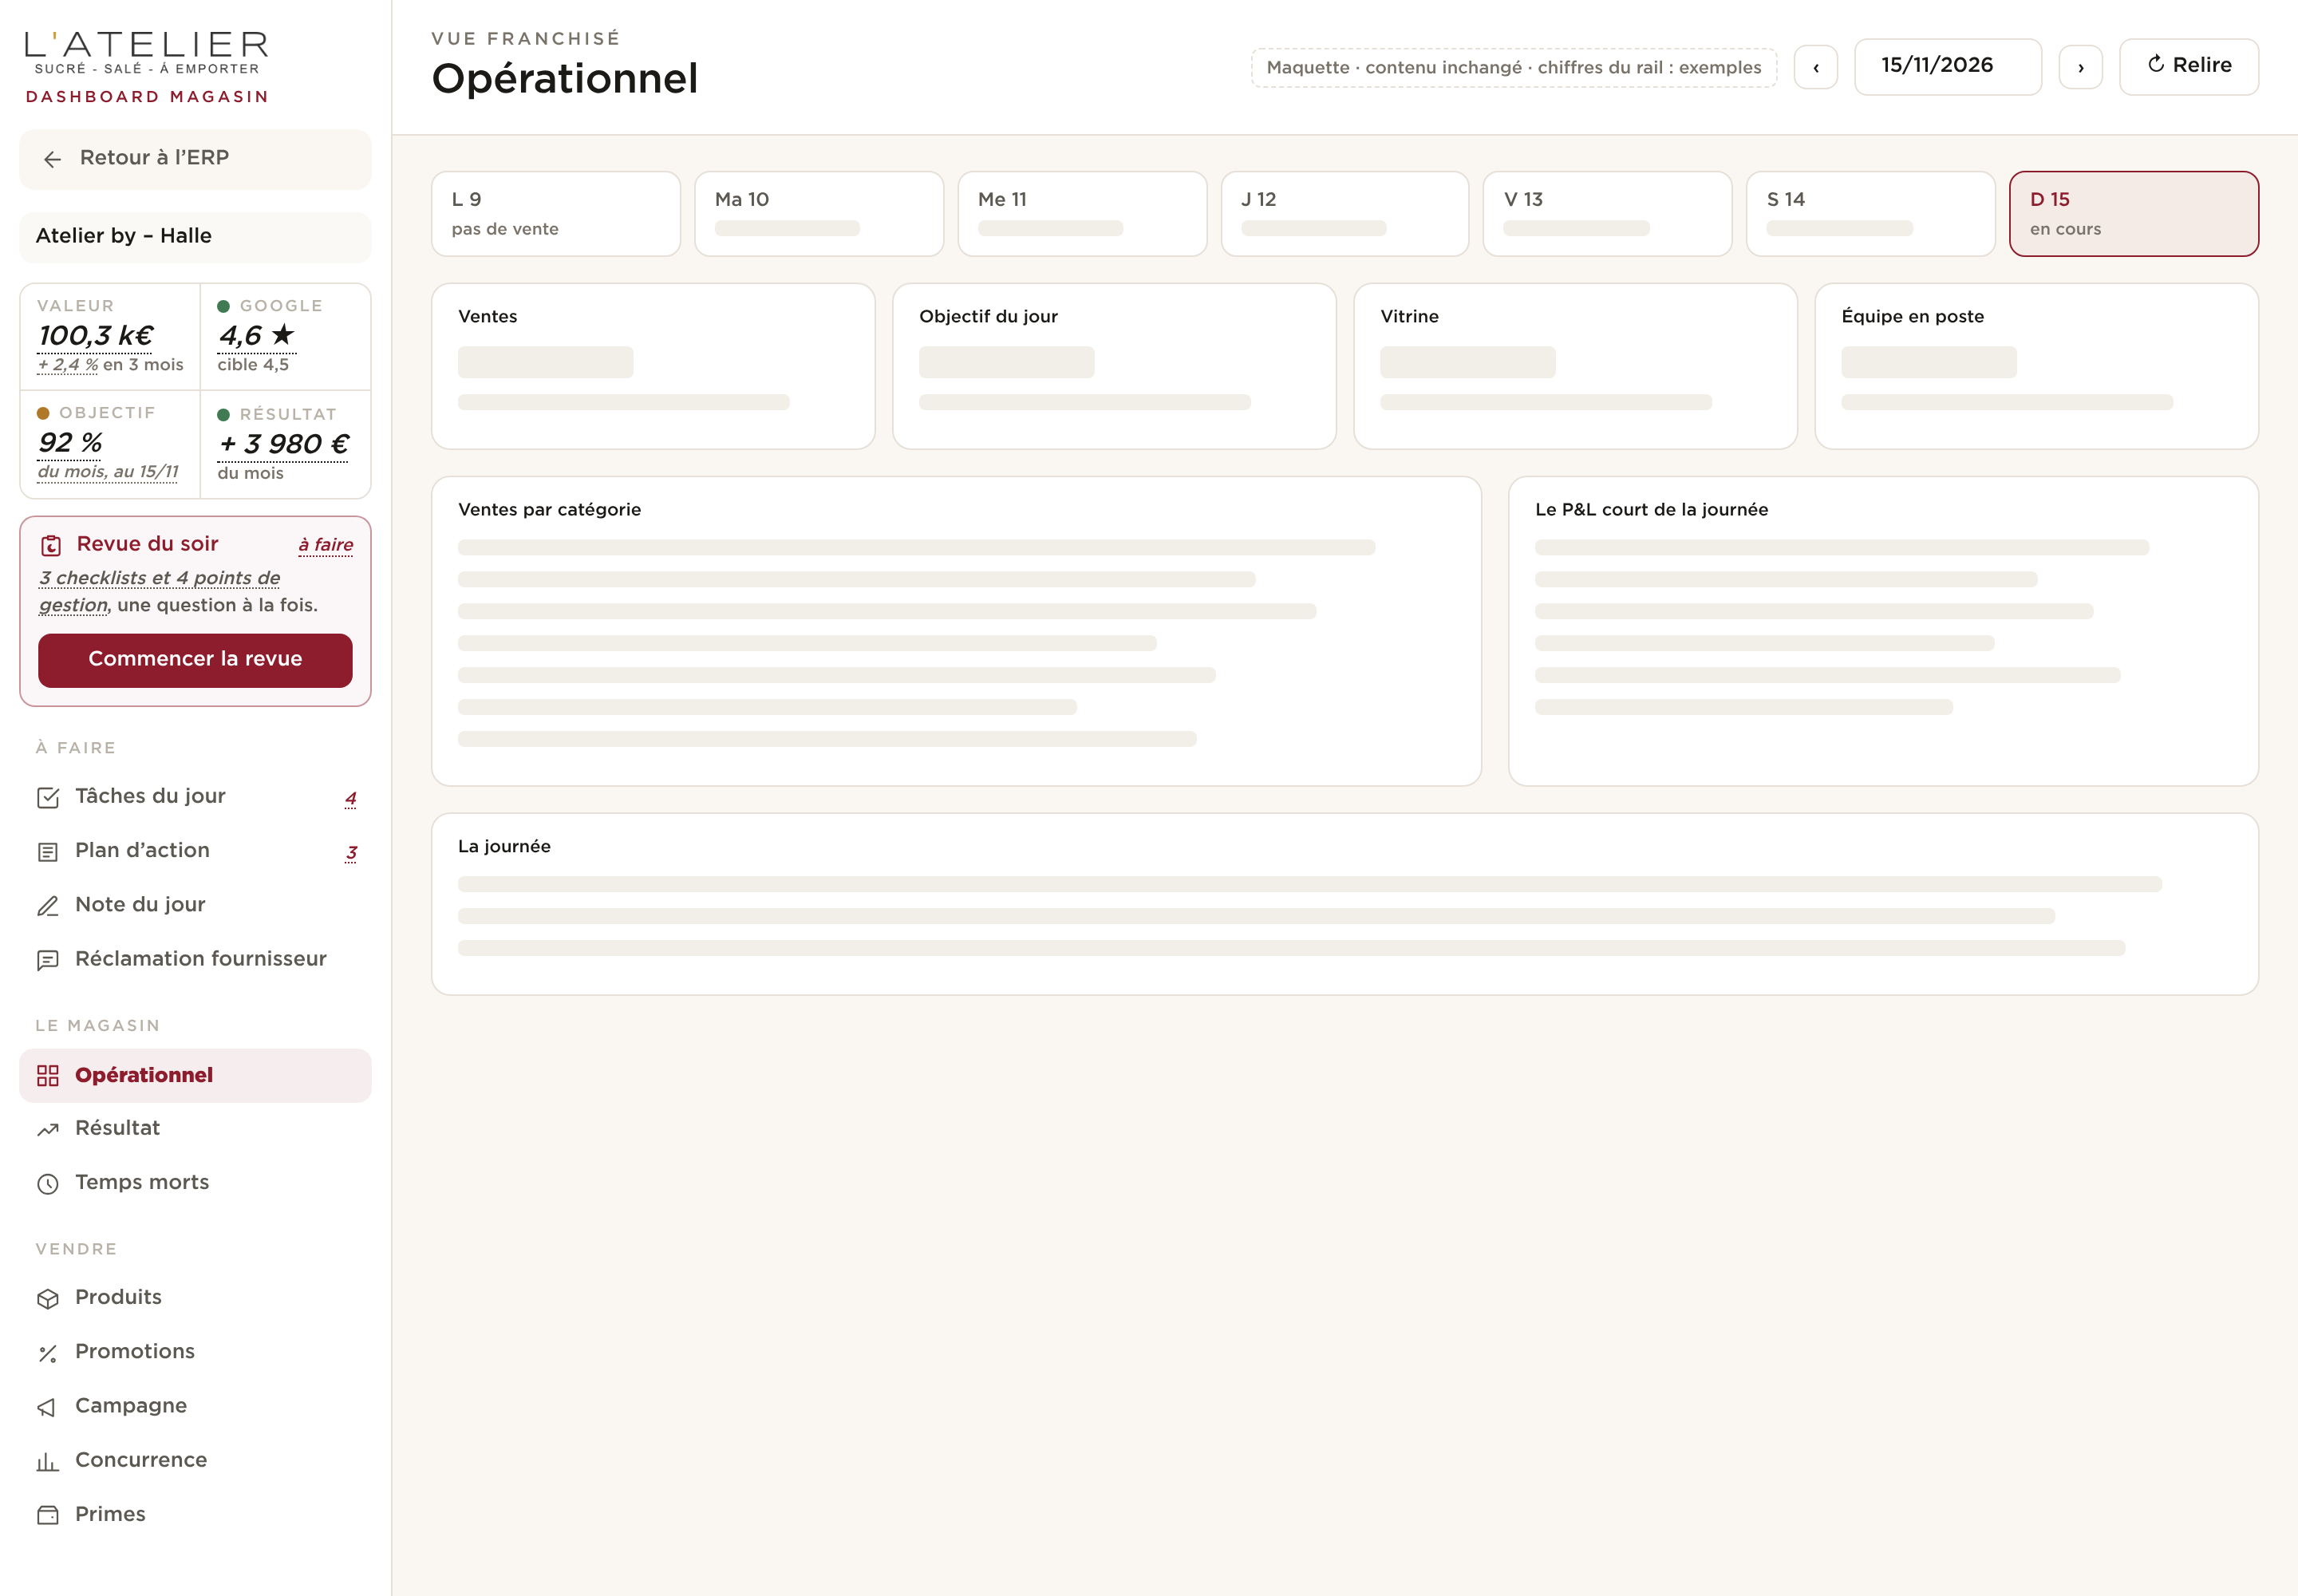 L'ATELIER
SUCRÉ - SALÉ - À EMPORTER
DASHBOARD MAGASIN
← Retour à l’ERP
Atelier by – Halle
VALEUR
100,3 k€
+ 2,4 % en 3 mois
GOOGLE
4,6 ★
cible 4,5
OBJECTIF
92 %
du mois, au 15/11
RÉSULTAT
+ 3 980 €
du mois
Revue du soir
à faire
3 checklists et 4 points de
gestion, une question à la fois.
Commencer la revue
À FAIRE
Tâches du jour 4
Plan d’action 3
Note du jour
Réclamation fournisseur
LE MAGASIN
Opérationnel
Résultat
Temps morts
VENDRE
Produits
Promotions
Campagne
Concurrence
Primes
VUE FRANCHISÉ
Opérationnel
Maquette · contenu inchangé · chiffres du rail : exemples
‹
15/11/2026
›
↻ Relire
L 9
pas de vente
Ma 10
Me 11
J 12
V 13
S 14
D 15
en cours
Ventes
Objectif du jour
Vitrine
Équipe en poste
Ventes par catégorie
Le P&L court de la journée
La journée